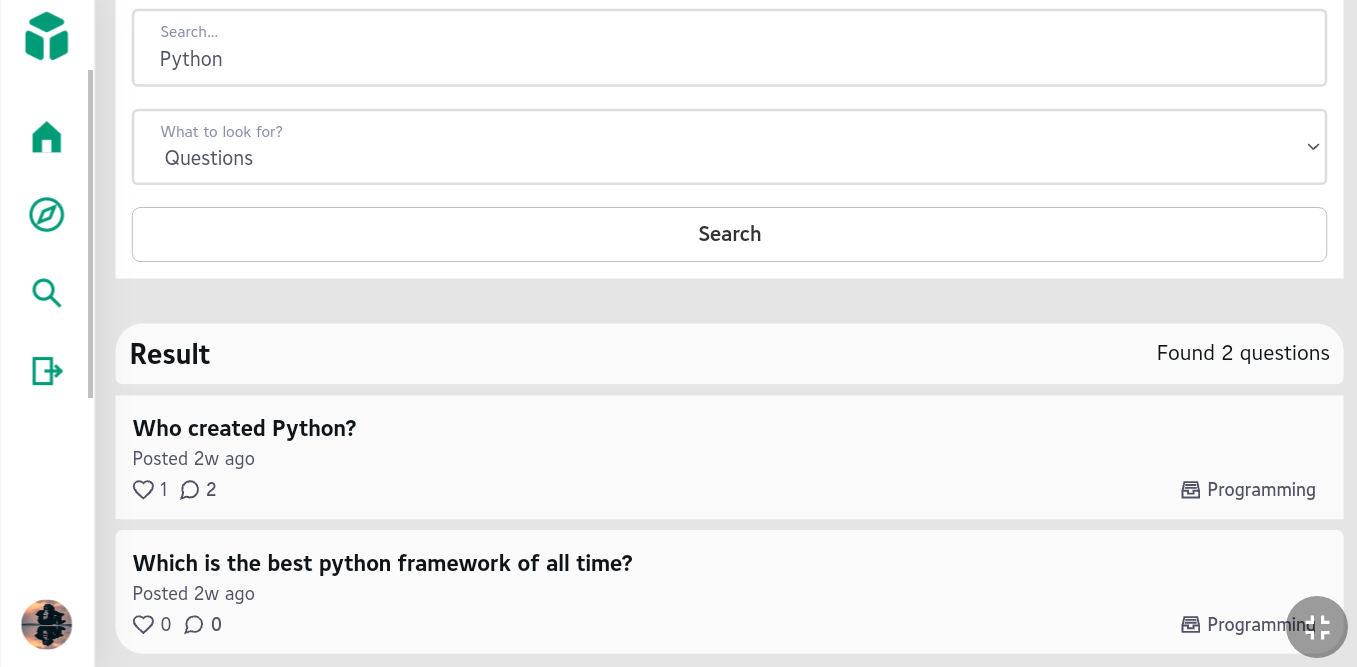 Search...
Python
What to look for?
Questions
Search
Result
Found 2 questions
Who created Python?
Posted 2w ago
1 2
Programming
Which is the best python framework of all time?
Posted 2w ago
0 0
Programming